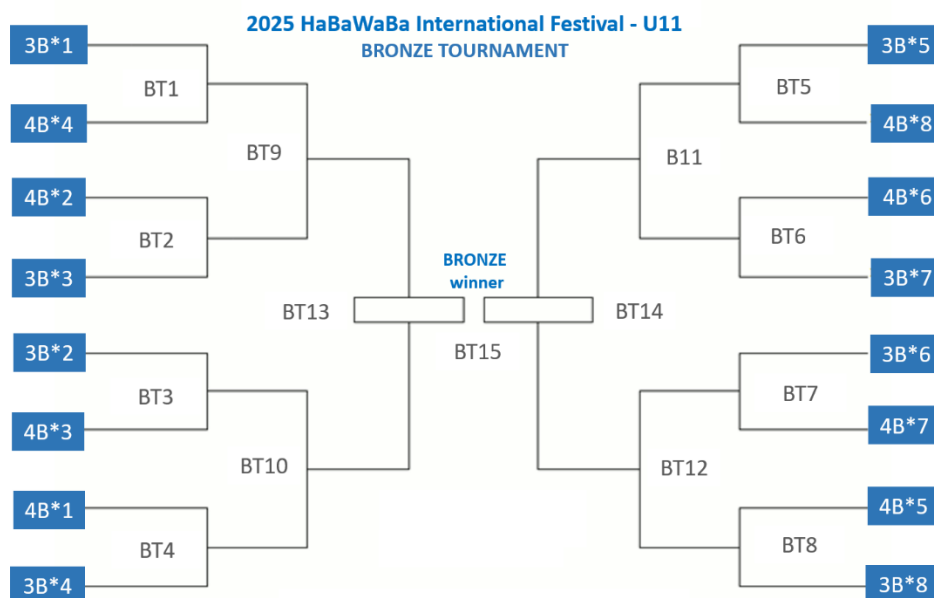 2025 HaBaWaBa International Festival - U11
BRONZE TOURNAMENT
3B*1
BT1
4B*4
BT9
4B*2
BT2
3B*3
BT13
3B*2
BT3
4B*3
BT10
4B*1
BT4
3B*4
BRONZE
winner
BT15
3B*5
BT5
4B*8
B11
4B*6
BT6
3B*7
BT14
3B*6
BT7
4B*7
BT12
4B*5
BT8
3B*8